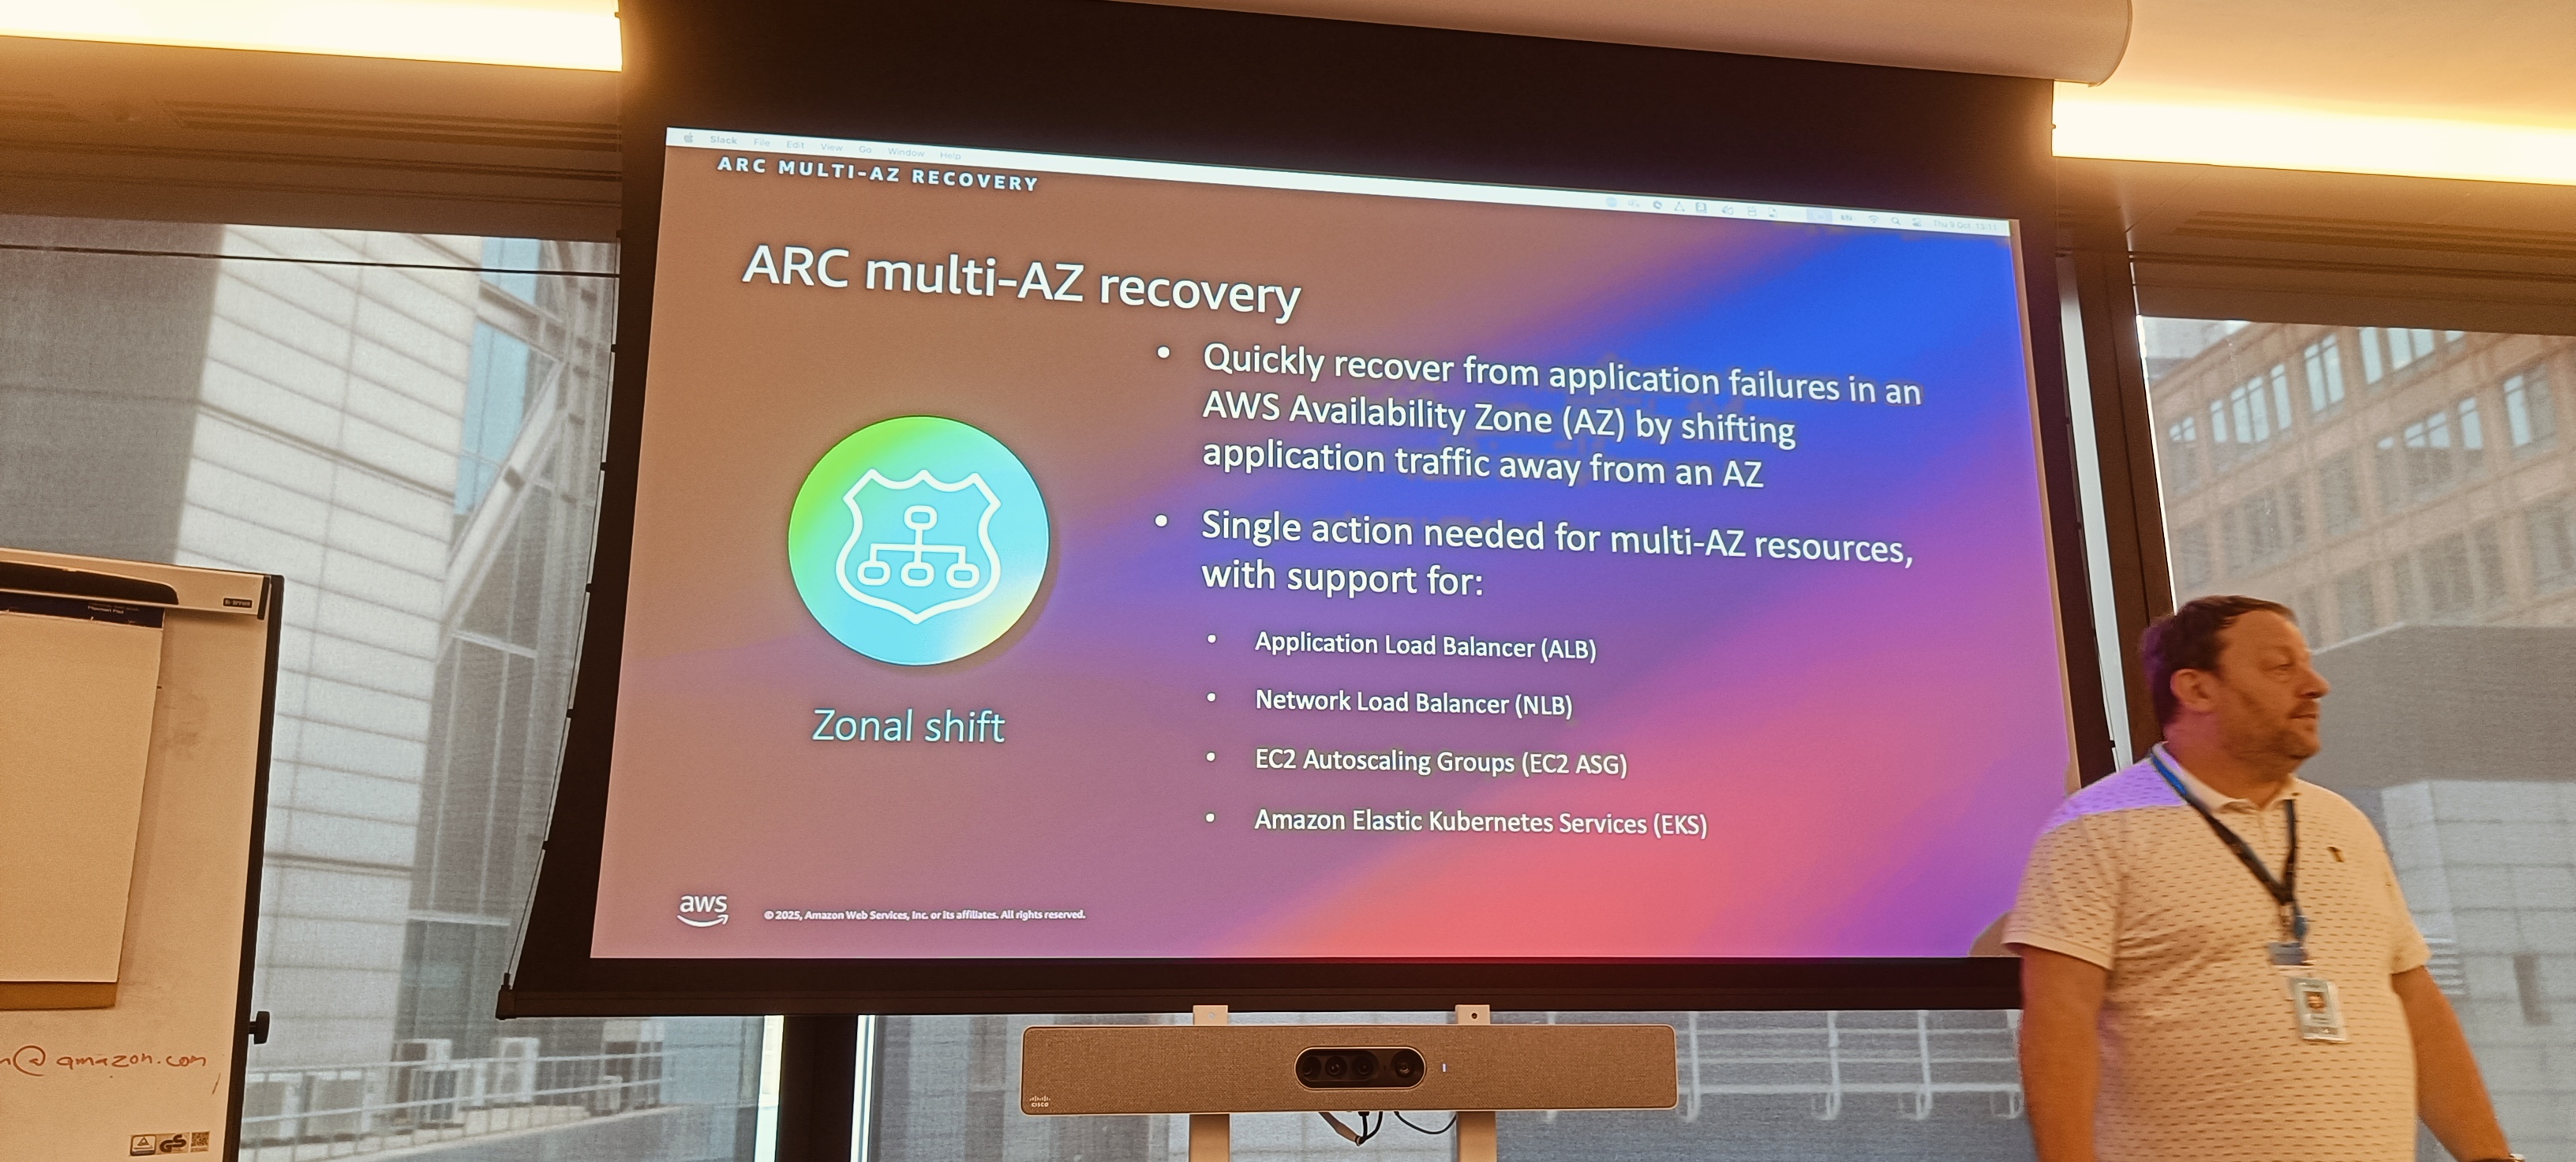 Slack File Edit View Go Window Help
Thu 9 Oct
ARC MULTI-AZ RECOVERY
ARC multi-AZ recovery
• Quickly recover from application failures in an
AWS Availability Zone (AZ) by shifting
application traffic away from an AZ
• Single action needed for multi-AZ resources,
with support for:
• Application Load Balancer (ALB)
• Network Load Balancer (NLB)
• EC2 Autoscaling Groups (EC2 ASG)
• Amazon Elastic Kubernetes Services (EKS)
Zonal shift
aws
© 2025, Amazon Web Services, Inc. or its affiliates. All rights reserved.
@amazon.com
CISCO